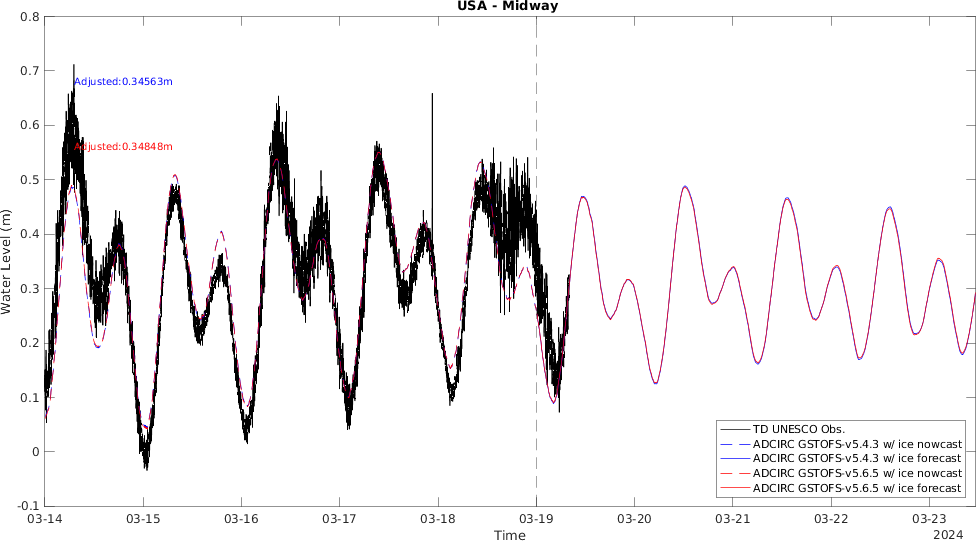 USA - Midway
0.8
0.7
0.6
0.5
0.4
0.3
0.2
0.1
0
-0.1
Water Level (m)
Adjusted:0.34563m
Adjusted:0.34848m
TD UNESCO Obs.
ADCIRC GSTOFS-v5.4.3 w/ ice nowcast
ADCIRC GSTOFS-v5.4.3 w/ ice forecast
ADCIRC GSTOFS-v5.6.5 w/ ice nowcast
ADCIRC GSTOFS-v5.6.5 w/ ice forecast
03-14 03-15 03-16 03-17 03-18 03-19 03-20 03-21 03-22 03-23
Time
2024